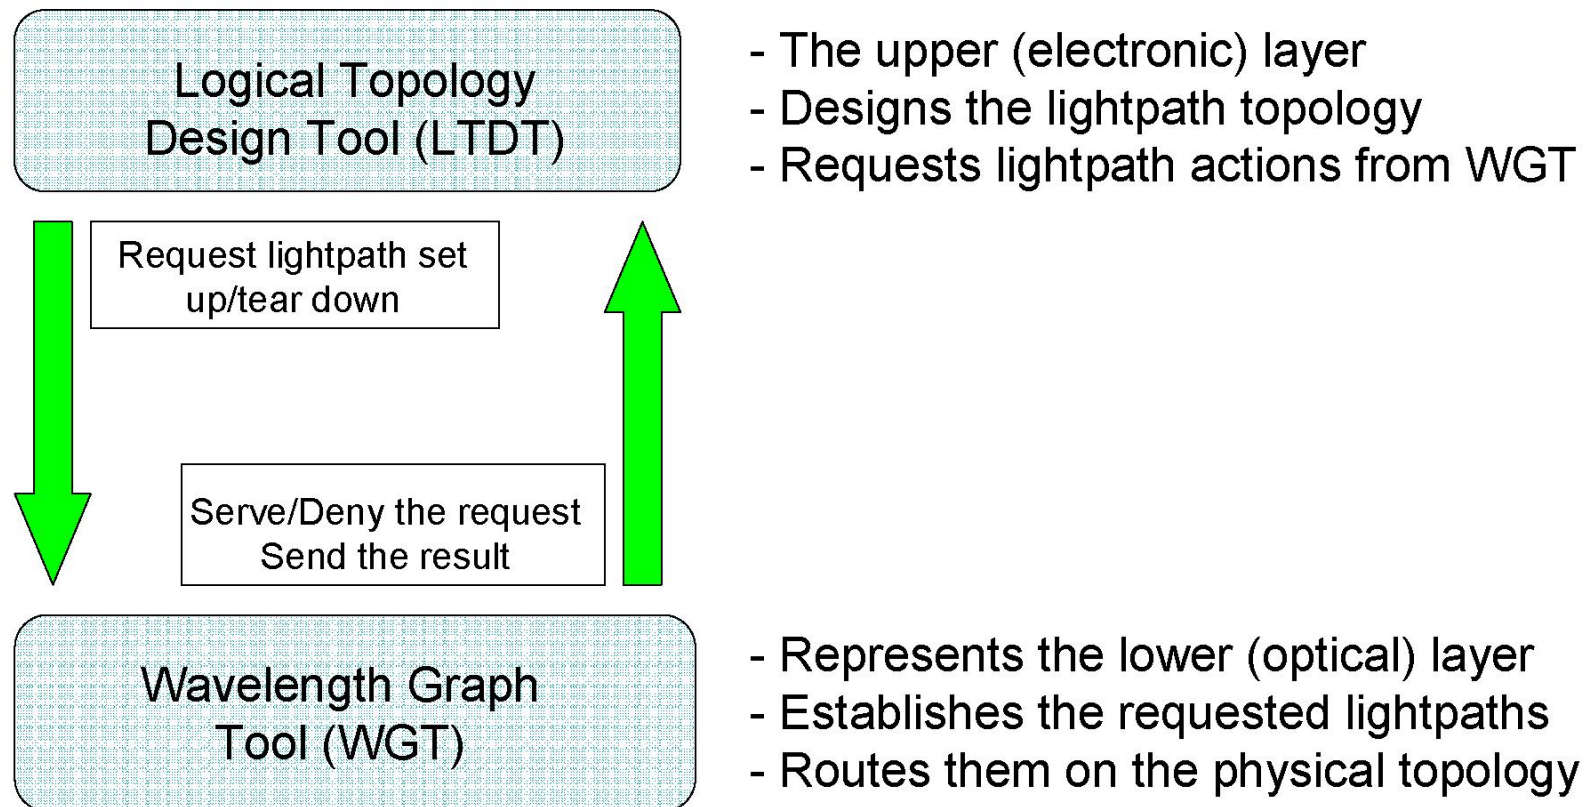 Logical Topology
Design Tool (LTDT)
- The upper (electronic) layer
- Designs the lightpath topology
- Requests lightpath actions from WGT
Request lightpath set
up/tear down
Serve/Deny the request
Send the result
Wavelength Graph
Tool (WGT)
- Represents the lower (optical) layer
- Establishes the requested lightpaths
- Routes them on the physical topology